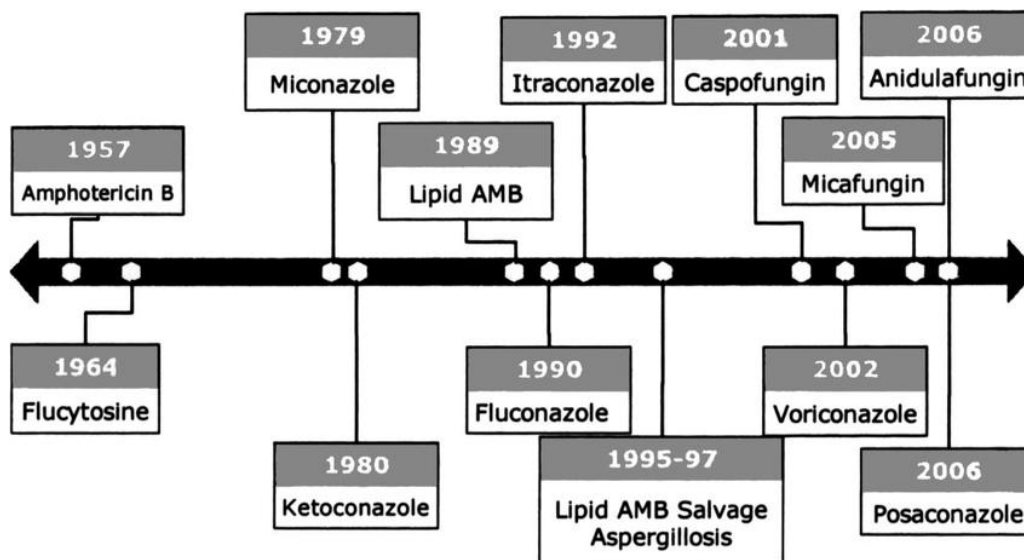 1957
Amphotericin B
1964
Flucytosine
1979
Miconazole
1980
Ketoconazole
1989
Lipid AMB
1990
Fluconazole
1992
Itraconazole
1995-97
Lipid AMB Salvage
Aspergillosis
2001
Caspofungin
2002
Voriconazole
2005
Micafungin
2006
Anidulafungin
2006
Posaconazole